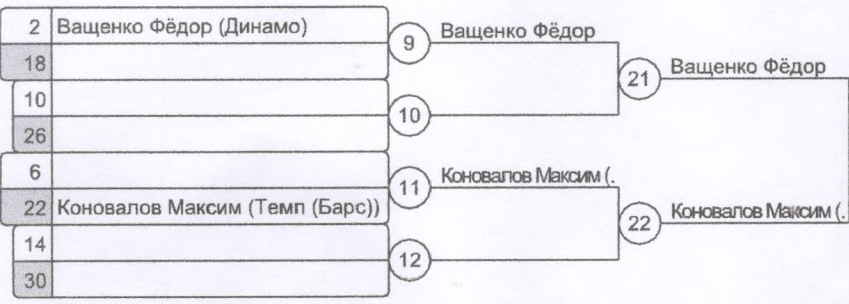 2 Ващенко Фёдор (Динамо)
9 Ващенко Фёдор
18
21 Ващенко Фёдор
10
10
26
6
11 Коновалов Максим (.
22 Коновалов Максим (Темп (Барс))
22 Коновалов Максим (.
14
12
30